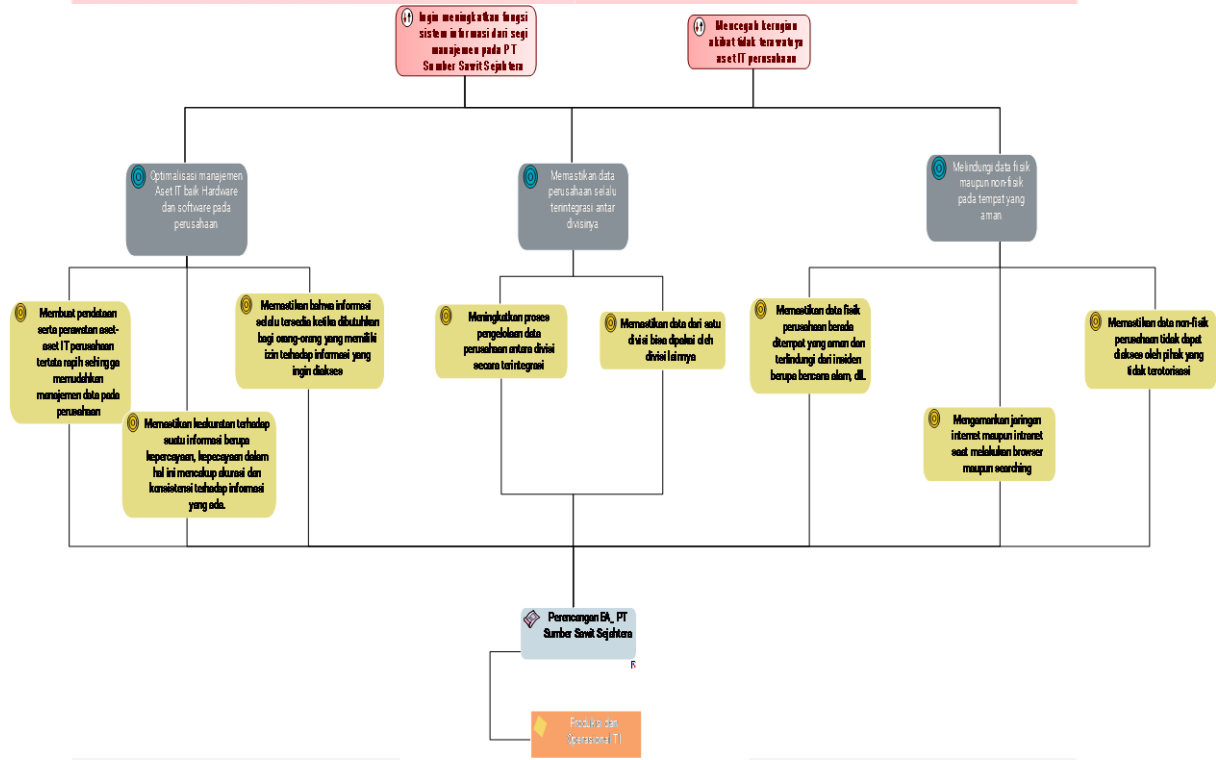 Ingin meningkatkan fungsi
sistem informasi dari segi
manajemen pada PT
Sumber Sawit Sejahtera
Mencegah kerugian
akibat tidak terawatnya
aset IT perusahaan
Optimalisasi manajemen
Aset IT baik Hardware
dan software pada
perusahaan
Memastikan data
perusahaan selalu
terintegrasi antar
divisinya
Melindungi data fisik
maupun non-fisik
pada tempat yang
aman
Membuat pendataan
serta perawatan aset-
aset IT perusahaan
tertata rapih sehingga
memudahkan
manajemen data pada
perusahaan
Memastikan bahwa informasi
selalu tersedia ketika dibutuhkan
bagi orang-orang yang memiliki
izin terhadap informasi yang
ingin diakses
Meningkatkan proses
pengelolaan data
perusahaan antara divisi
secara terintegrasi
Memastikan data dari satu
divisi bisa dipakai oleh
divisi lainnya
Memastikan data fisik
perusahaan berada
ditempat yang aman dan
terlindungi dari insiden
berupa bencana alam, dll.
Memastikan data non-fisik
perusahaan tidak dapat
diakses oleh pihak yang
tidak terotorisasi
Memastikan keakuratan terhadap
suatu informasi berupa
kepercayaan, kepecayaan dalam
hal ini mencakup akurasi dan
konsistensi terhadap informasi
yang ada.
Mengamankan jaringan
internet maupun intranet
saat melakukan browser
maupun searching
Perencangan EA_ PT
Sumber Sawit Sejahtera
Produksi dan
Operasional TI